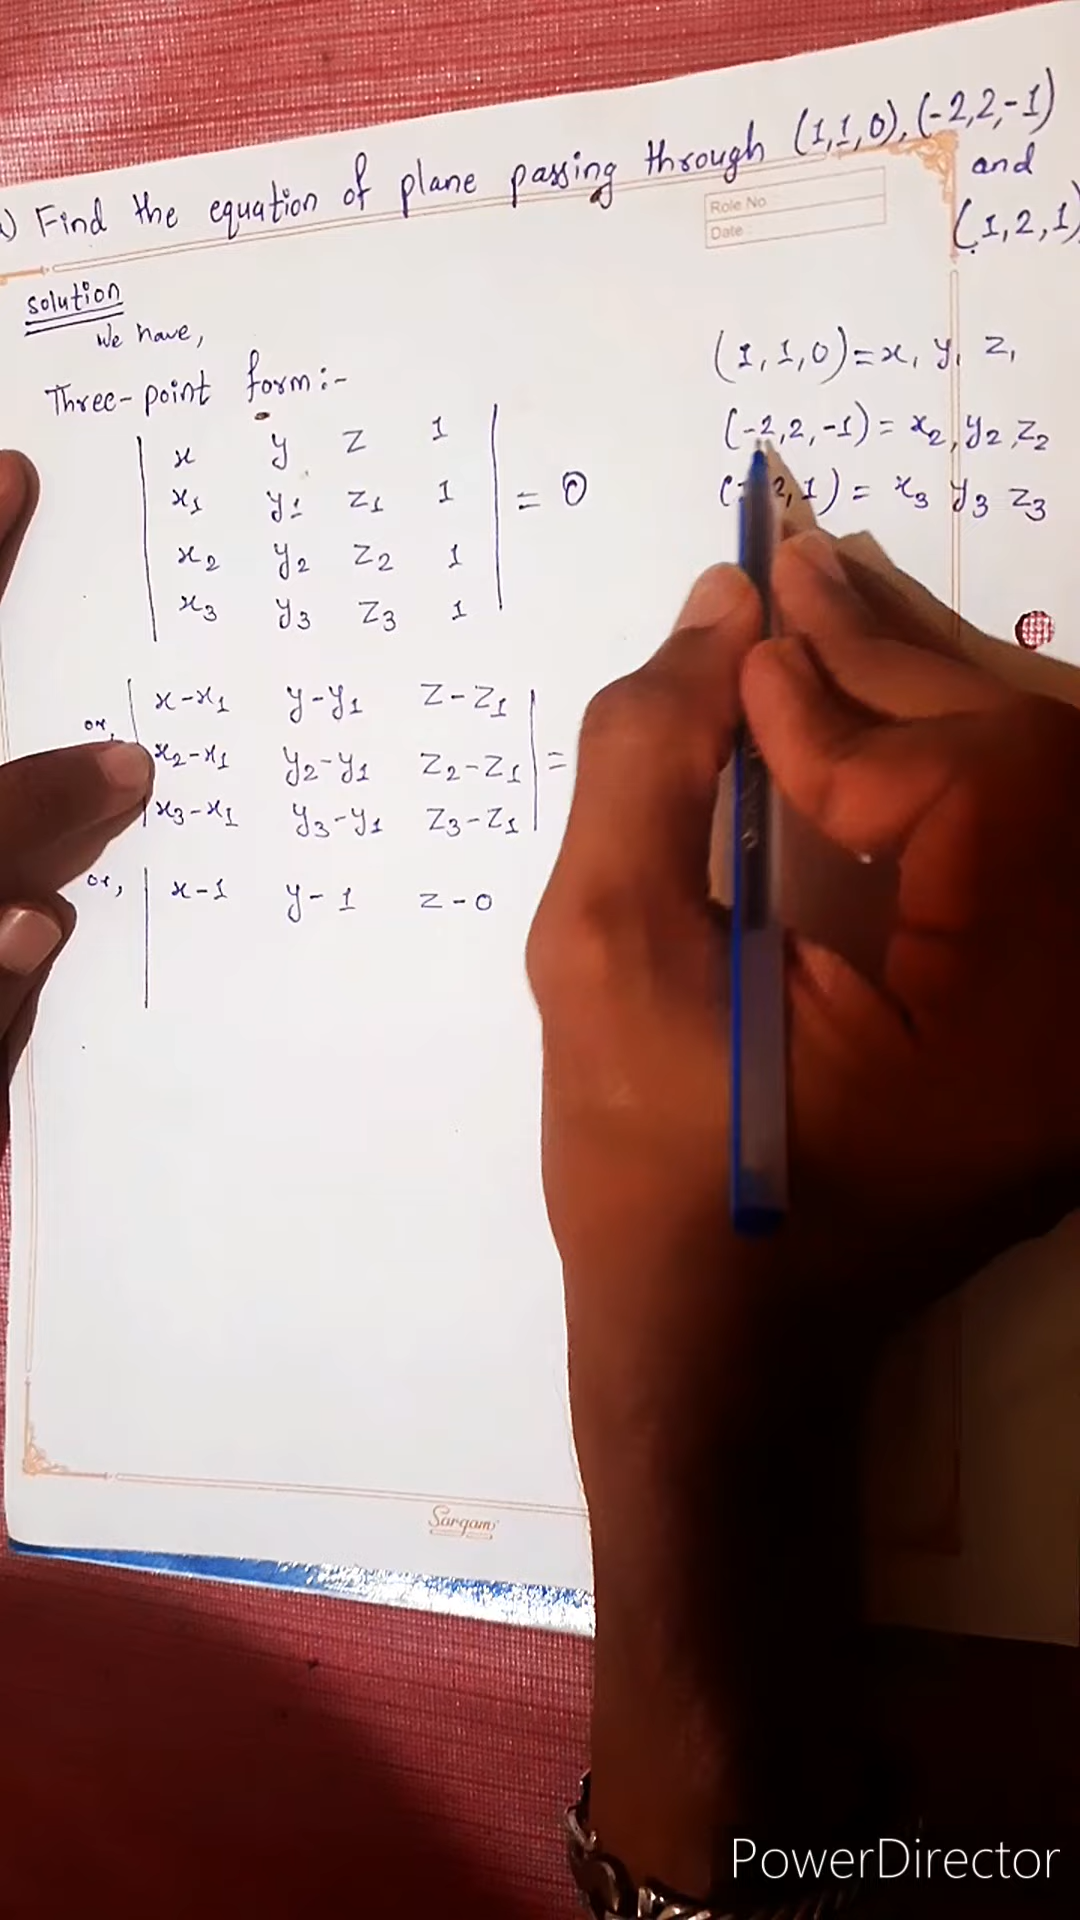 ) Find the equation of plane passing through (1,1,0), (-2,2,-1)
and
(1,2,1)
Role No
Date :
Solution
We have,
Three-point form:-
x y z 1
x1 y1 z1 1 = 0
x2 y2 z2 1
x3 y3 z3 1
(1,1,0) = x1 y1 z1
(-2,2,-1) = x2, y2, z2
2,1) = x3 y3 z3
or, x-x1 y-y1 z-z1
x2-x1 y2-y1 z2-z1 =
x3-x1 y3-y1 z3-z1
or, x-1 y-1 z-0
Sargam
PowerDirector